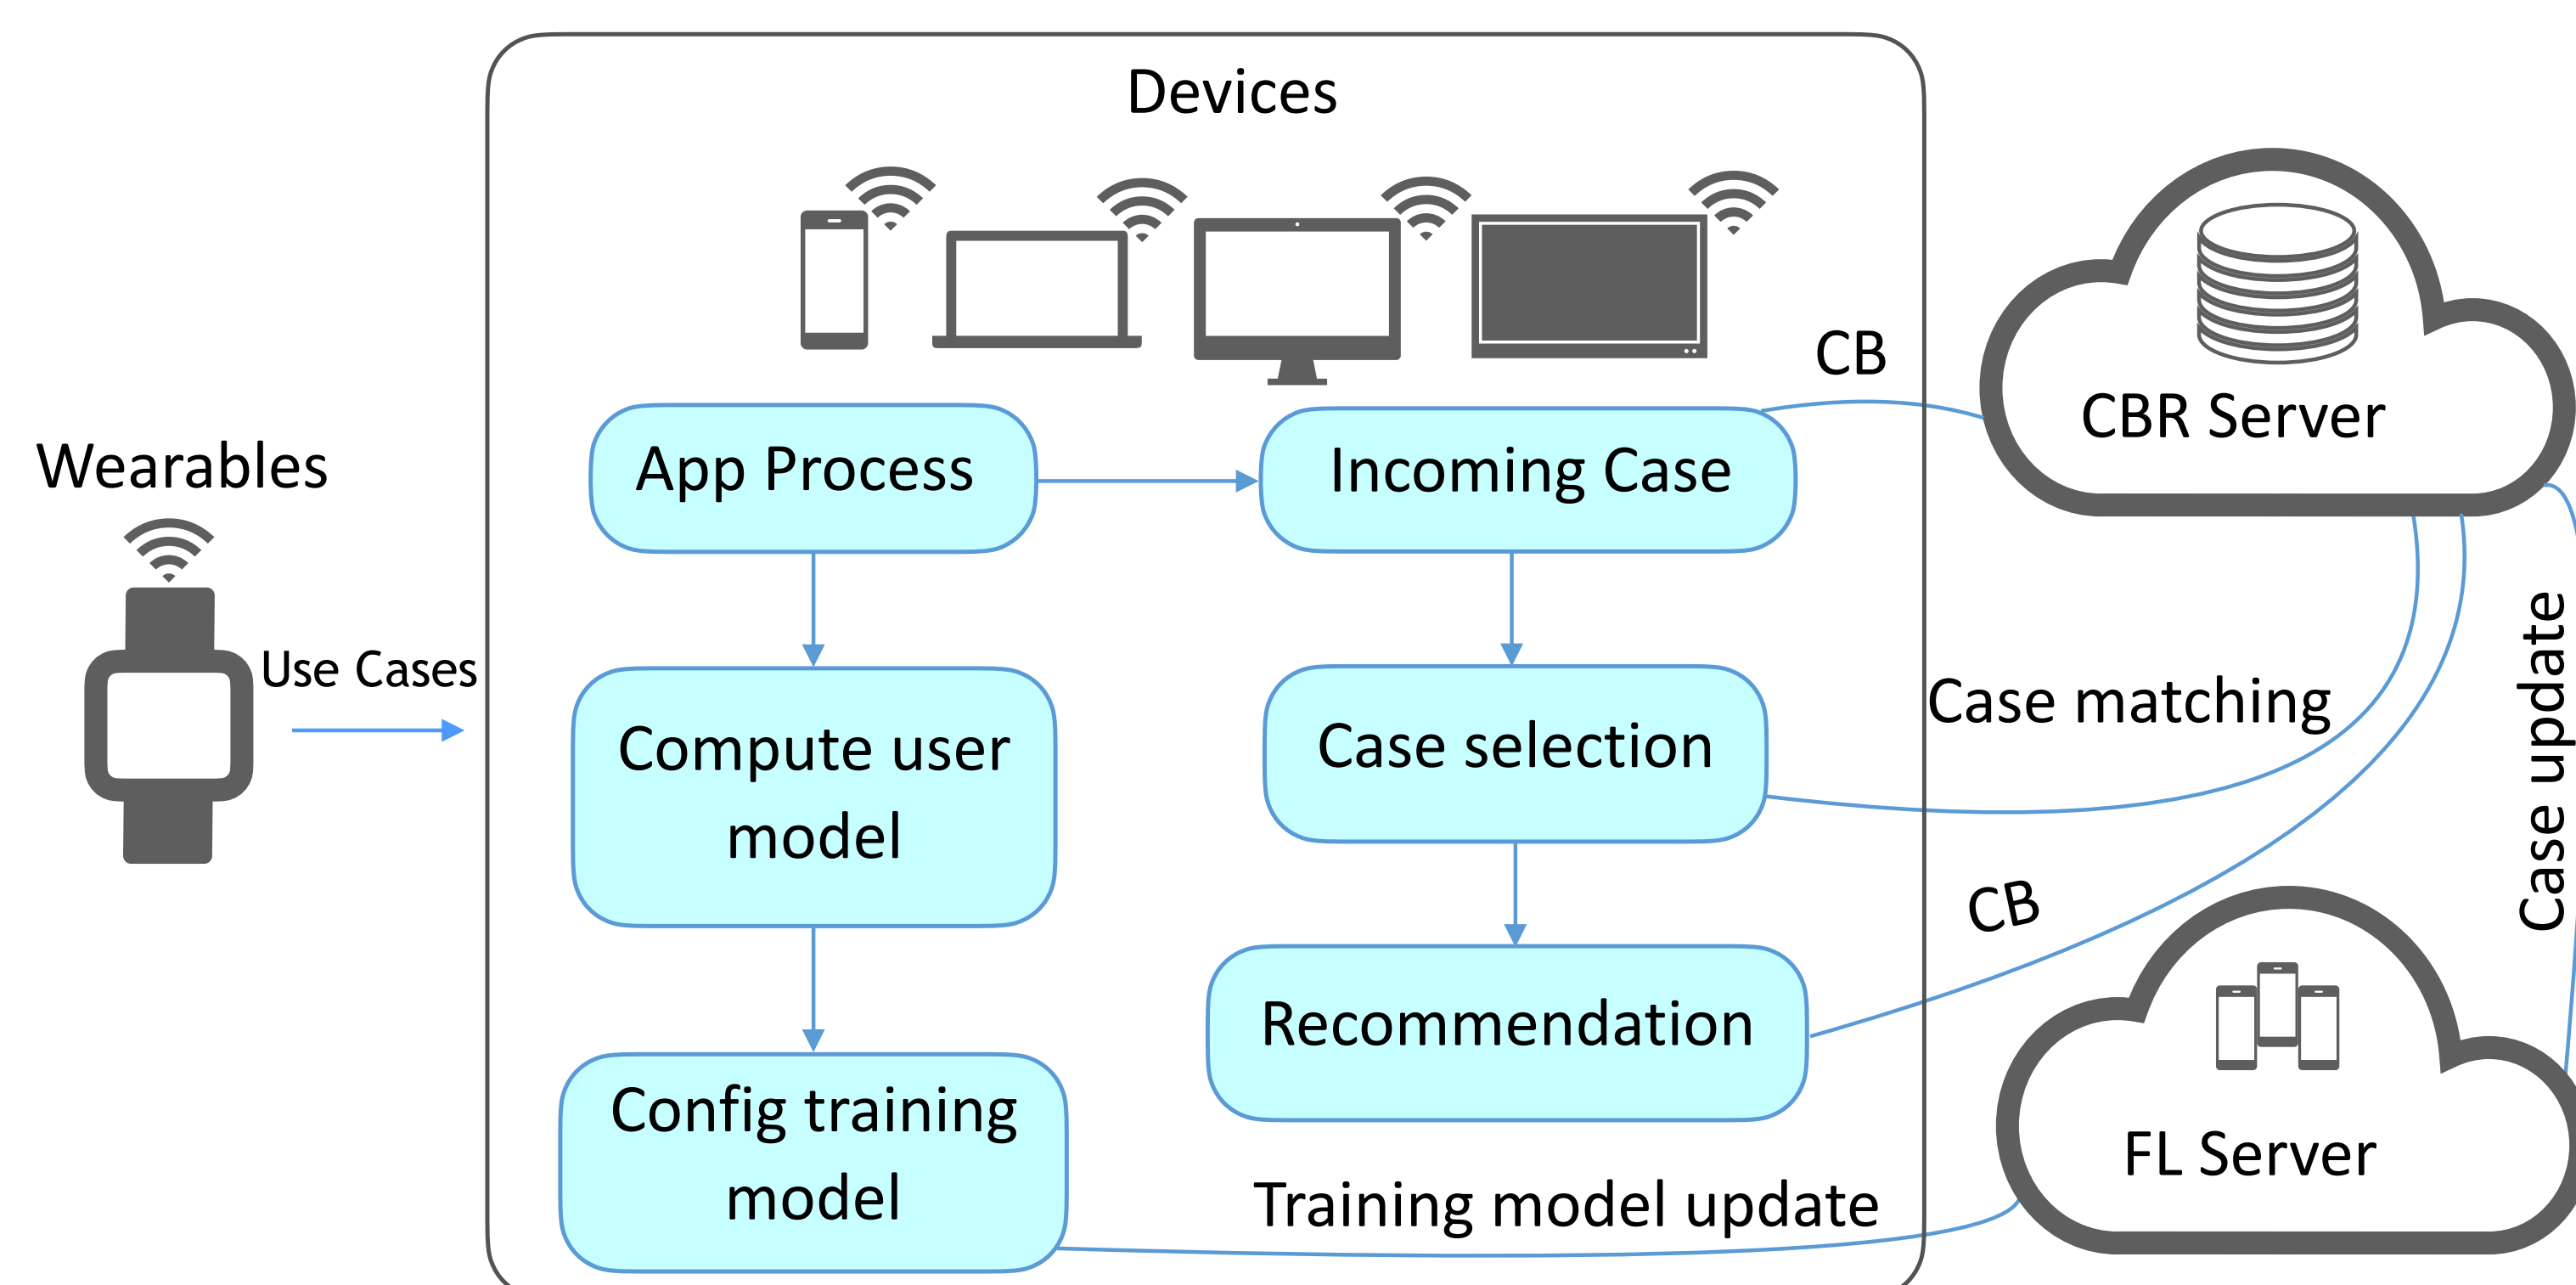 Devices
CB
CBR Server
Wearables
App Process
Incoming Case
Use Cases
Compute user
model
Case selection
Case matching
Case update
CB
Recommendation
Config training
model
Training model update
FL Server